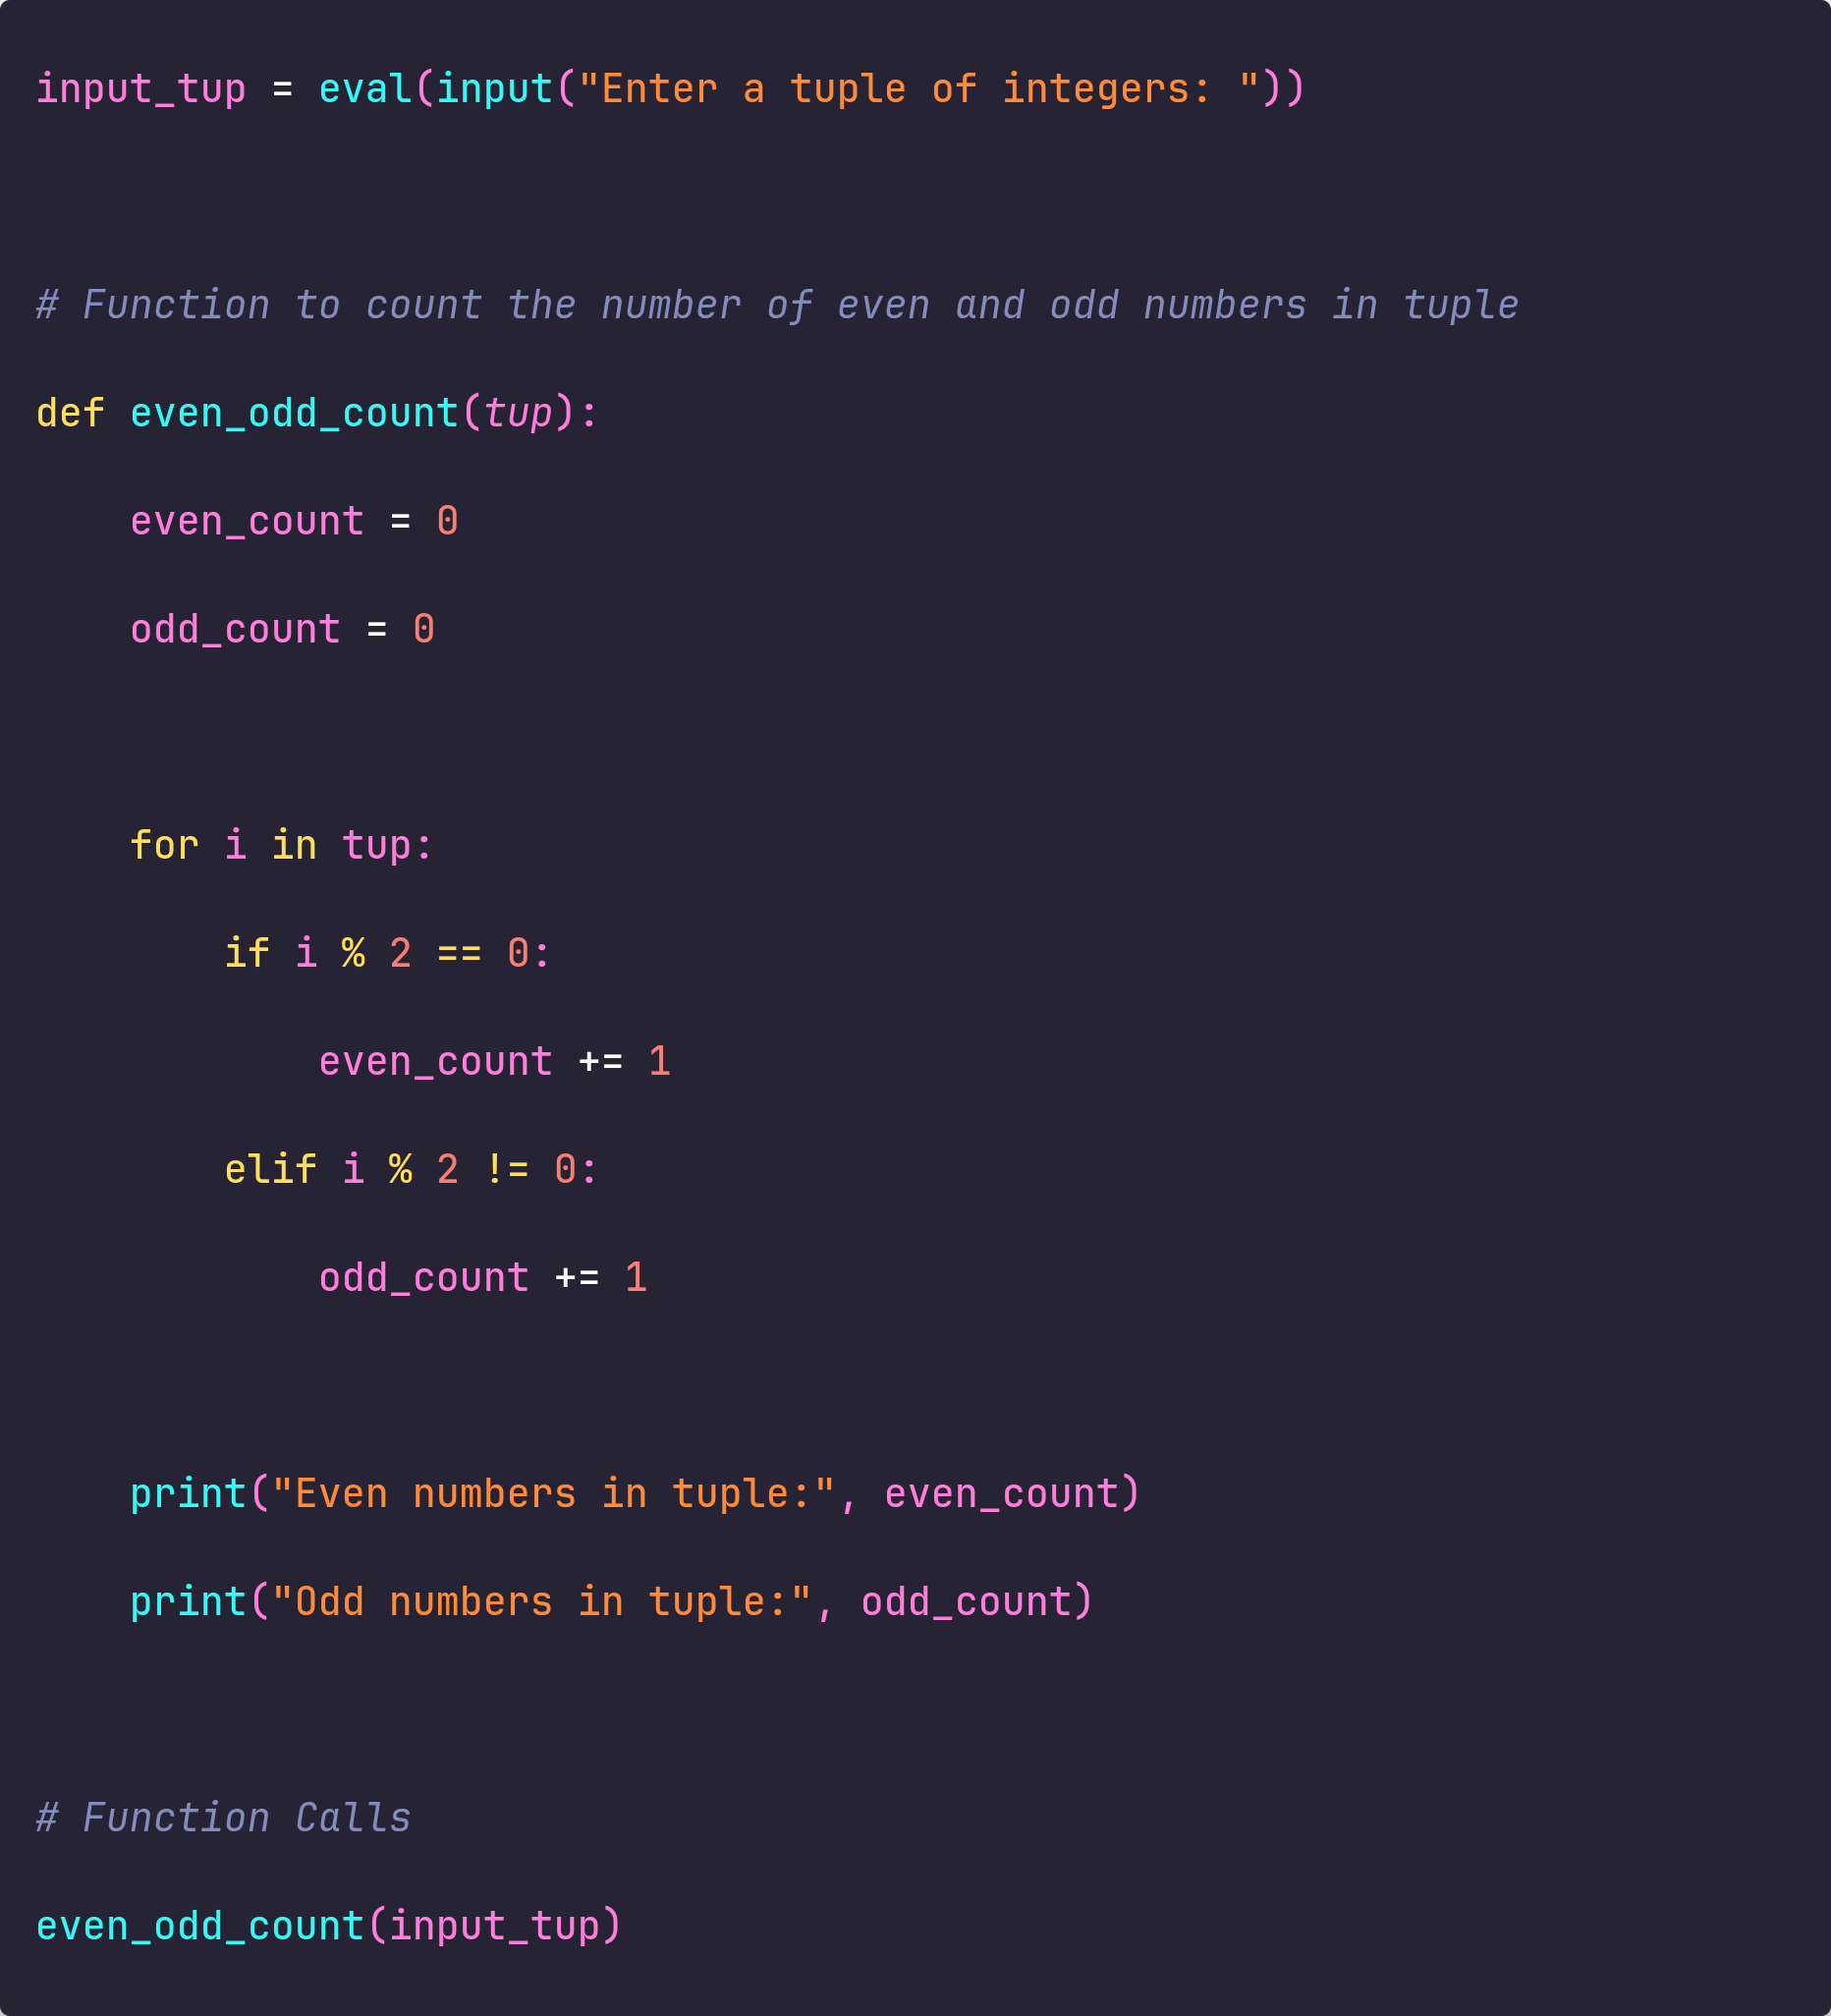 input_tup = eval(input("Enter a tuple of integers: "))
# Function to count the number of even and odd numbers in tuple
def even_odd_count(tup):
    even_count = 0
    odd_count = 0
    for i in tup:
        if i % 2 == 0:
            even_count += 1
        elif i % 2 != 0:
            odd_count += 1
    print("Even numbers in tuple:", even_count)
    print("Odd numbers in tuple:", odd_count)
# Function Calls
even_odd_count(input_tup)